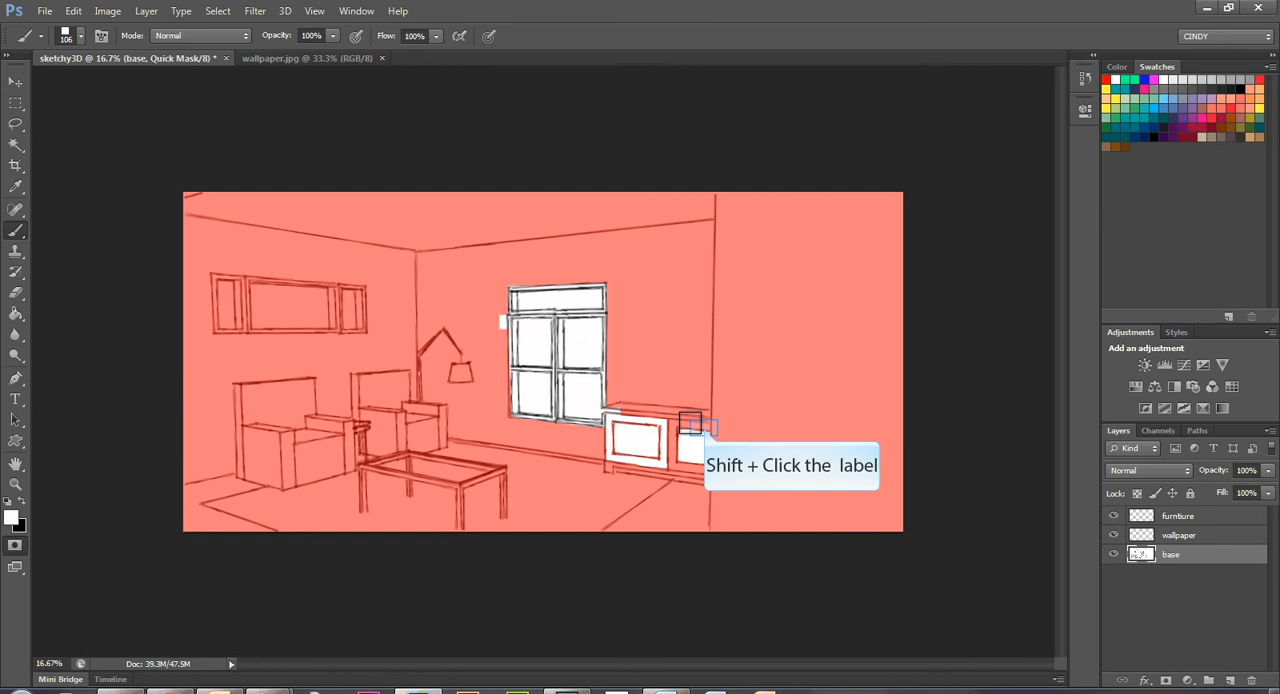 Ps File Edit Image Layer Type Select Filter 3D View Window Help
106 Mode: Normal Opacity: 100% Flow: 100% CINDY
sketchy3D @ 16.7% (base, Quick Mask/8) * × wallpaper.jpg @ 33.3% (RGB/8) ×
Color Swatches
Adjustments Styles
Add an adjustment
Layers Channels Paths
Kind
Normal Opacity: 100%
Lock: Fill: 100%
furntiure
wallpaper
base
Shift + Click the label
16.67% Doc: 39.3M/47.5M
Mini Bridge Timeline